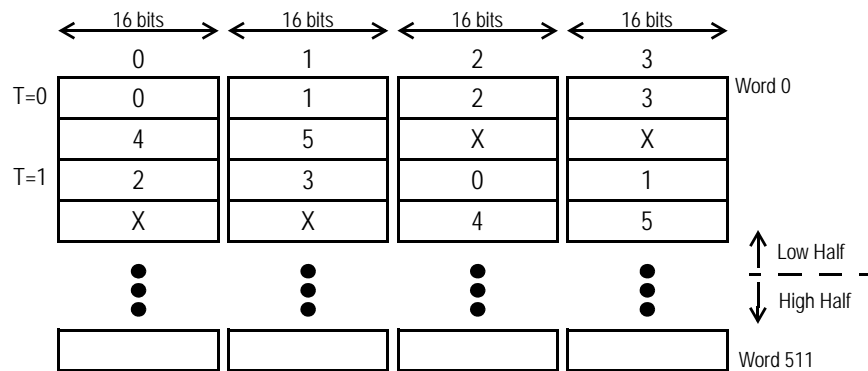 16 bits 16 bits 16 bits 16 bits
0 1 2 3
T=0 0 1 2 3 Word 0
4 5 X X
T=1 2 3 0 1
X X 4 5
Low Half
High Half
Word 511